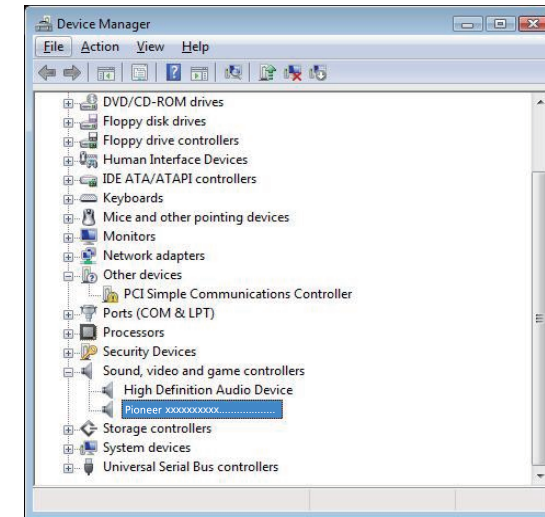 Device Manager
File Action View Help
DVD/CD-ROM drives
Floppy disk drives
Floppy drive controllers
Human Interface Devices
IDE ATA/ATAPI controllers
Keyboards
Mice and other pointing devices
Monitors
Network adapters
Other devices
PCI Simple Communications Controller
Ports (COM & LPT)
Processors
Security Devices
Sound, video and game controllers
High Definition Audio Device
Pioneer xxxxxxxxxx..................
Storage controllers
System devices
Universal Serial Bus controllers